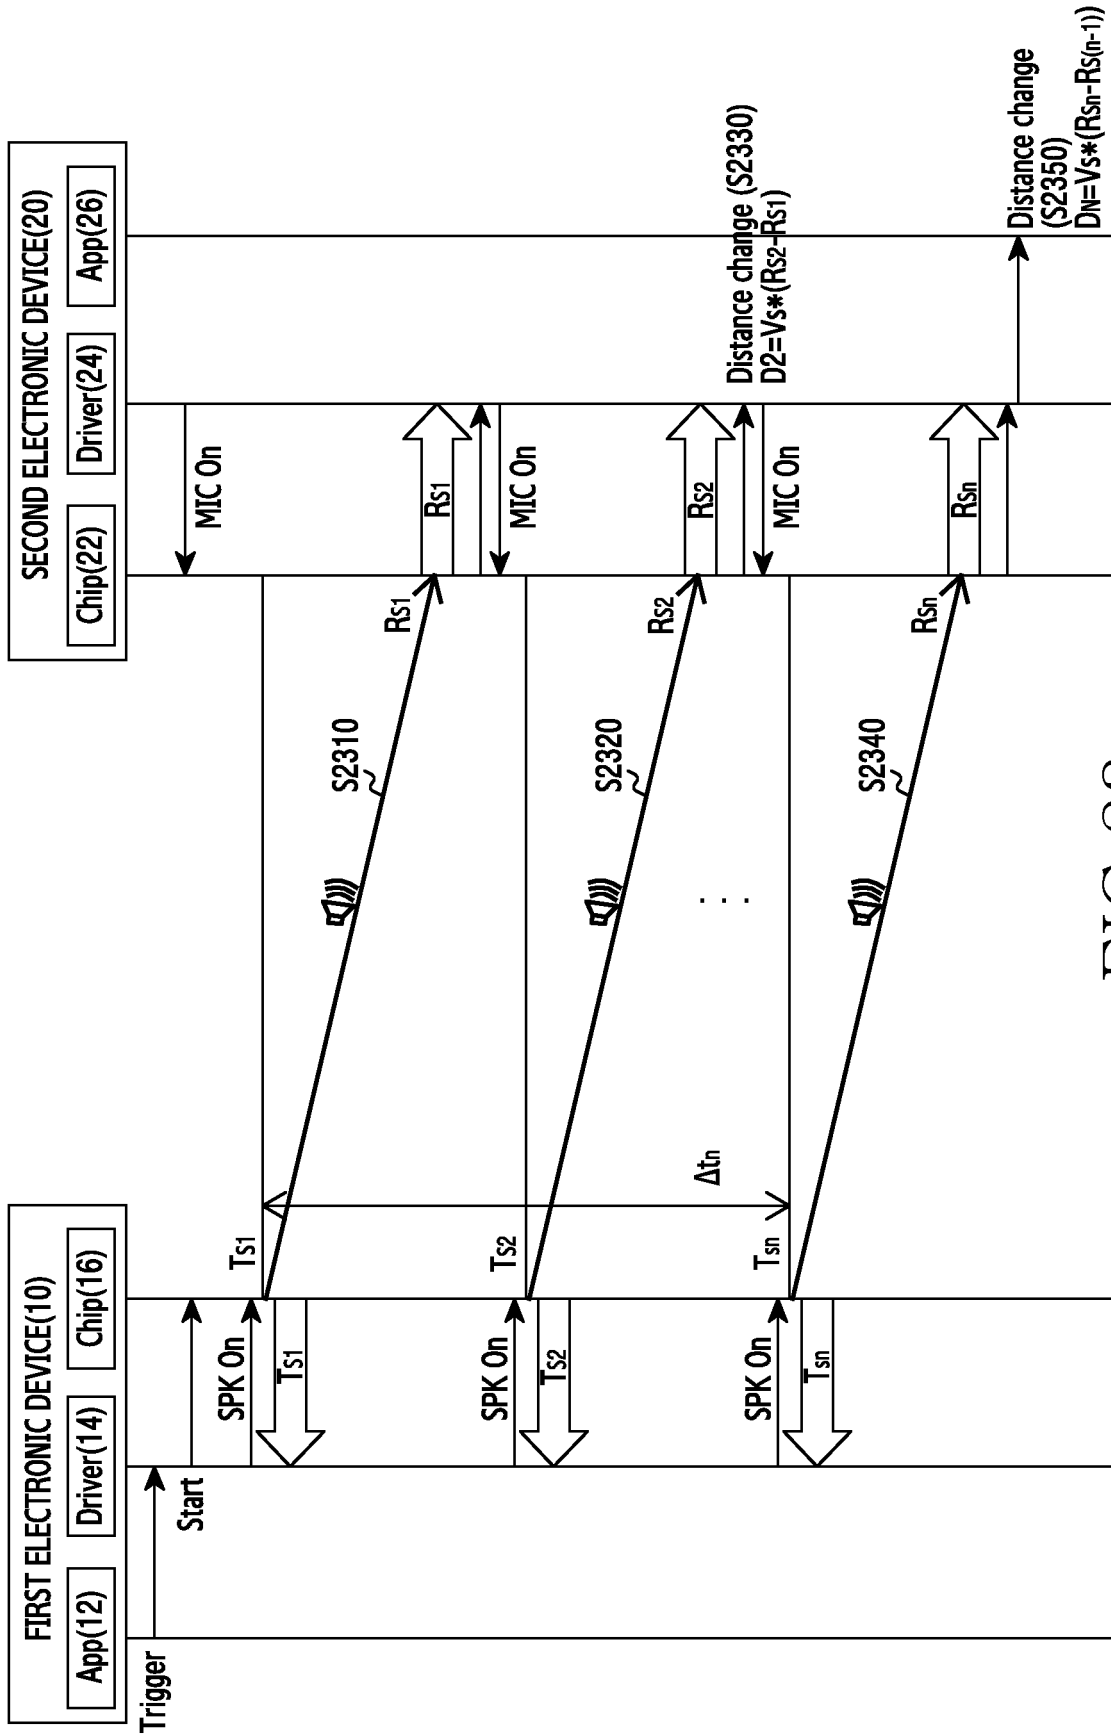 FIRST ELECTRONIC DEVICE(10)
App(12)
Driver(14)
Chip(16)
SECOND ELECTRONIC DEVICE(20)
Chip(22)
Driver(24)
App(26)
Trigger
Start
MIC On
SPK On
Ts1
Ts1
S2310
Rs1
Rs1
MIC On
SPK On
Ts2
Ts2
S2320
Rs2
Rs2
Distance change (S2330)
D2=Vs*(Rs2-Rs1)
MIC On
. . .
Δtn
SPK On
Tsn
Tsn
S2340
Rsn
Rsn
Distance change
(S2350)
DN=Vs*(Rsn-Rs(n-1))